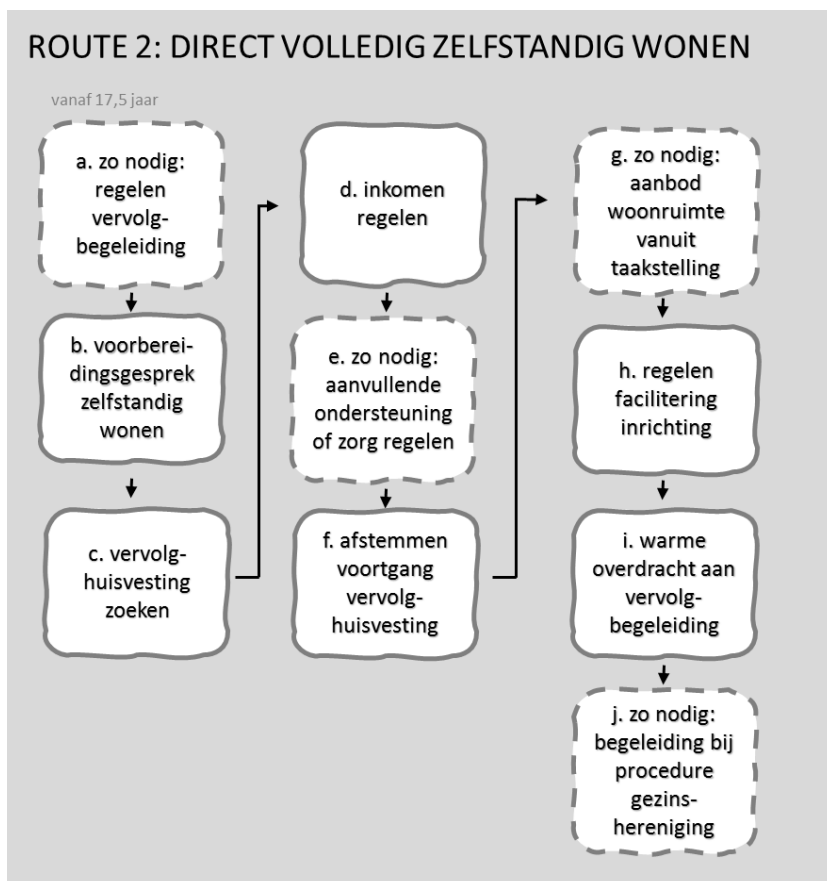 ROUTE 2: DIRECT VOLLEDIG ZELFSTANDIG WONEN
vanaf 17,5 jaar
a. zo nodig:
regelen
vervolg-
begeleiding
b. voorberei-
dingsgesprek
zelfstandig
wonen
c. vervolg-
huisvesting
zoeken
d. inkomen
regelen
e. zo nodig:
aanvullende
ondersteuning
of zorg regelen
f. afstemmen
voortgang
vervolg-
huisvesting
g. zo nodig:
aanbod
woonruimte
vanuit
taakstelling
h. regelen
facilitering
inrichting
i. warme
overdracht aan
vervolg-
begeleiding
j. zo nodig:
begeleiding bij
procedure
gezins-
hereniging